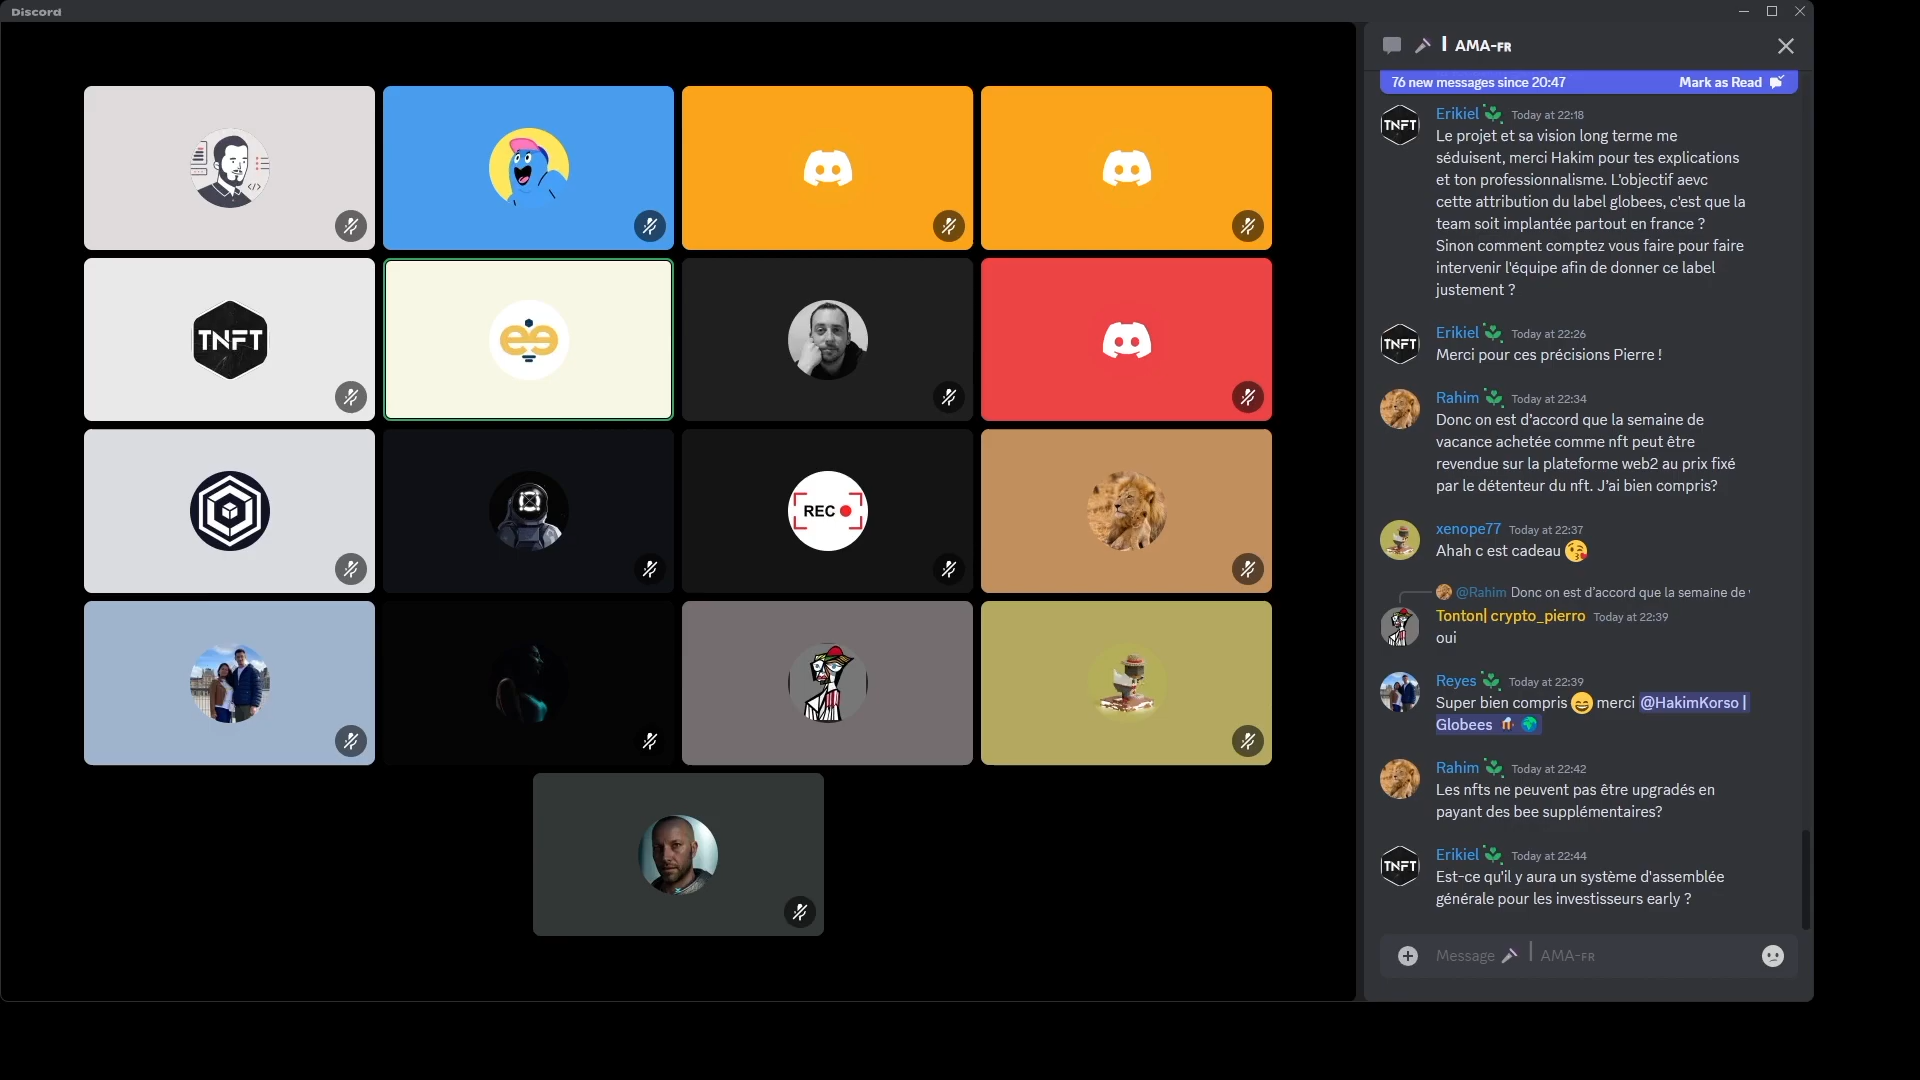 Discord
AMA-FR
76 new messages since 20:47
Mark as Read
Erikiel Today at 22:18
Le projet et sa vision long terme me
séduisent, merci Hakim pour tes explications
et ton professionnalisme. L'objectif aevc
cette attribution du label globees, c'est que la
team soit implantée partout en france ?
Sinon comment comptez vous faire pour faire
intervenir l'équipe afin de donner ce label
justement ?
Erikiel Today at 22:26
Merci pour ces précisions Pierre !
Rahim Today at 22:34
Donc on est d’accord que la semaine de
vacance achetée comme nft peut être
revendue sur la plateforme web2 au prix fixé
par le détenteur du nft. J’ai bien compris?
xenope77 Today at 22:37
Ahah c est cadeau 😘
@Rahim Donc on est d’accord que la semaine de
Tonton| crypto_pierro Today at 22:39
oui
Reyes Today at 22:39
Super bien compris 😄 merci @HakimKorso |
Globees
Rahim Today at 22:42
Les nfts ne peuvent pas être upgradés en
payant des bee supplémentaires?
Erikiel Today at 22:44
Est-ce qu'il y aura un système d'assemblée
générale pour les investisseurs early ?
Message AMA-FR
TNFT
REC
TNFT
TNFT
TNFT